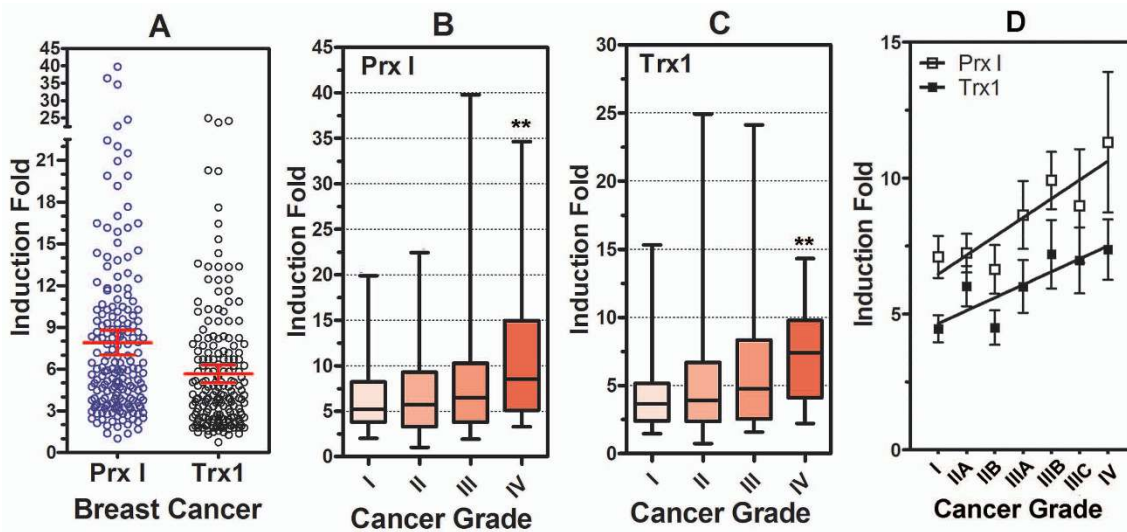 A
Induction Fold
45
40
35
30
25
21
18
15
12
9
6
3
0
Prx I
Trx1
Breast Cancer
B
Prx I
Induction Fold
45
40
35
30
25
20
15
10
5
0
**
I
II
III
IV
Cancer Grade
C
Trx1
Induction Fold
30
25
20
15
10
5
0
**
I
II
III
IV
Cancer Grade
D
Prx I
Trx1
Induction Fold
15
10
5
0
I
IIA
IIB
IIIA
IIIB
IIIC
IV
Cancer Grade